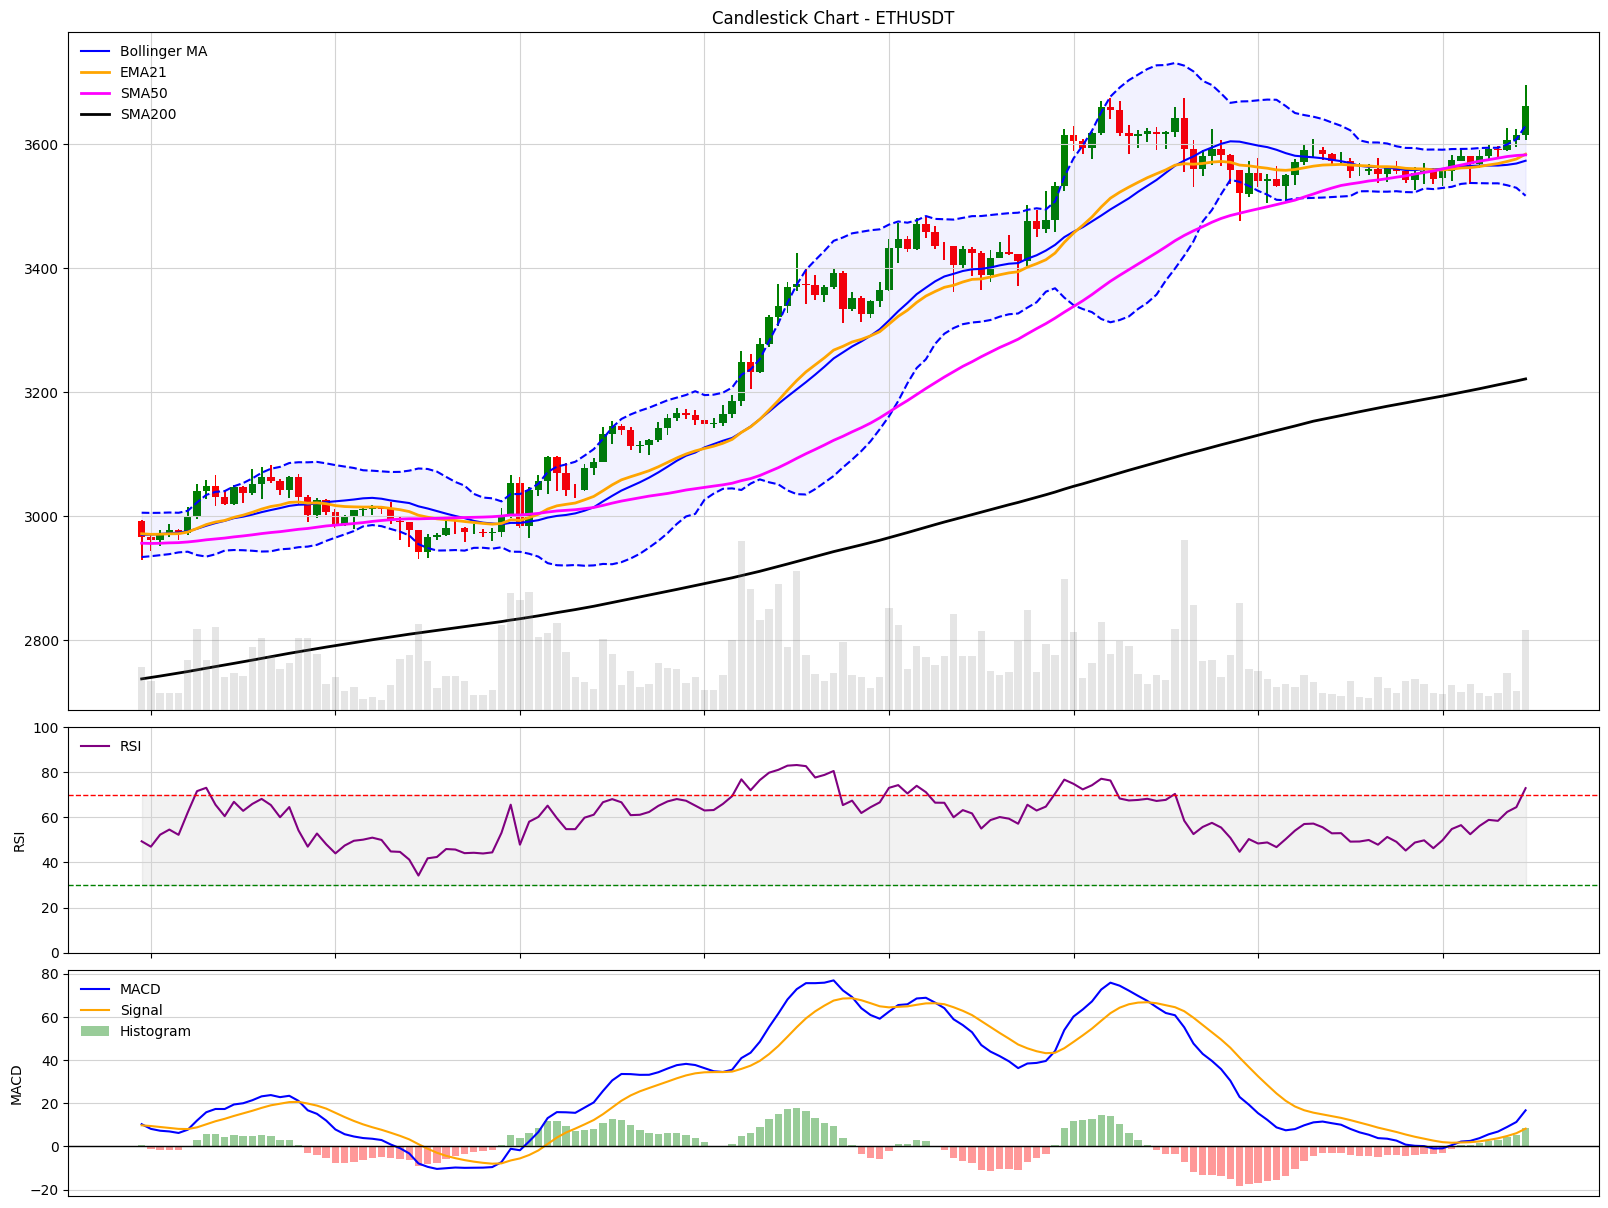 Candlestick Chart - ETHUSDT
Bollinger MA
EMA21
SMA50
SMA200
3600
3400
3200
3000
2800
100
80
60
40
20
0
RSI
RSI
80
60
40
20
0
−20
MACD
MACD
Signal
Histogram